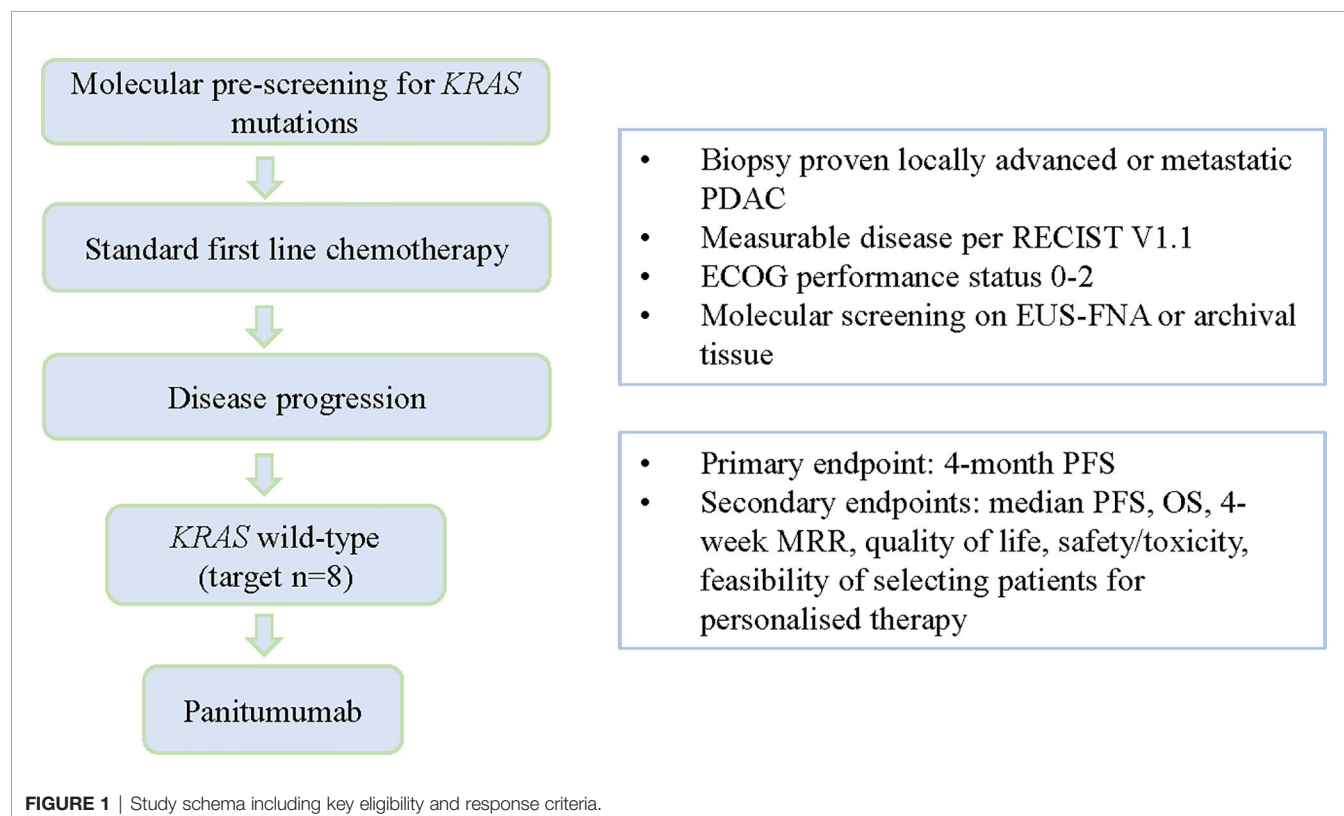 Molecular pre-screening for KRAS
mutations
Standard first line chemotherapy
Disease progression
KRAS wild-type
(target n=8)
Panitumumab
• Biopsy proven locally advanced or metastatic
PDAC
• Measurable disease per RECIST V1.1
• ECOG performance status 0-2
• Molecular screening on EUS-FNA or archival
tissue
• Primary endpoint: 4-month PFS
• Secondary endpoints: median PFS, OS, 4-
week MRR, quality of life, safety/toxicity,
feasibility of selecting patients for
personalised therapy
FIGURE 1 | Study schema including key eligibility and response criteria.